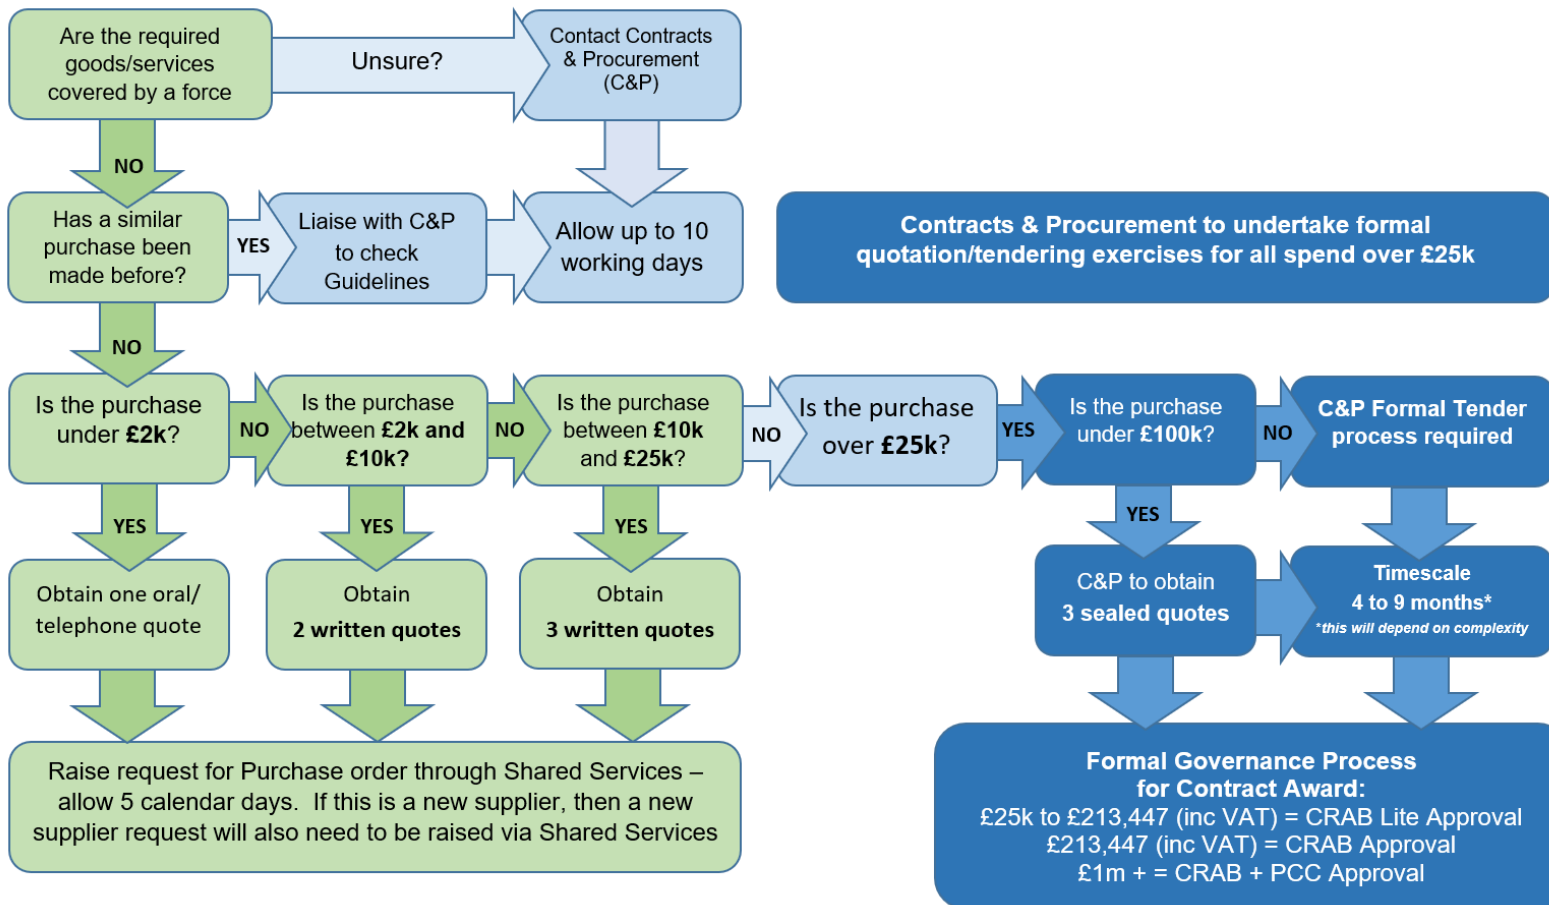 Are the required
goods/services
covered by a force
Unsure?
Contact Contracts
& Procurement
(C&P)
NO
Has a similar
purchase been
made before?
YES
Liaise with C&P
to check
Guidelines
Allow up to 10
working days
Contracts & Procurement to undertake formal
quotation/tendering exercises for all spend over £25k
NO
Is the purchase
under £2k?
NO
Is the purchase
between £2k and
£10k?
NO
Is the purchase
between £10k
and £25k?
NO
Is the purchase
over £25k?
YES
Is the purchase
under £100k?
NO
C&P Formal Tender
process required
YES
YES
YES
YES
Obtain one oral/
telephone quote
Obtain
2 written quotes
Obtain
3 written quotes
C&P to obtain
3 sealed quotes
Timescale
4 to 9 months*
*this will depend on complexity
Raise request for Purchase order through Shared Services –
allow 5 calendar days. If this is a new supplier, then a new
supplier request will also need to be raised via Shared Services
Formal Governance Process
for Contract Award:
£25k to £213,447 (inc VAT) = CRAB Lite Approval
£213,447 (inc VAT) = CRAB Approval
£1m + = CRAB + PCC Approval